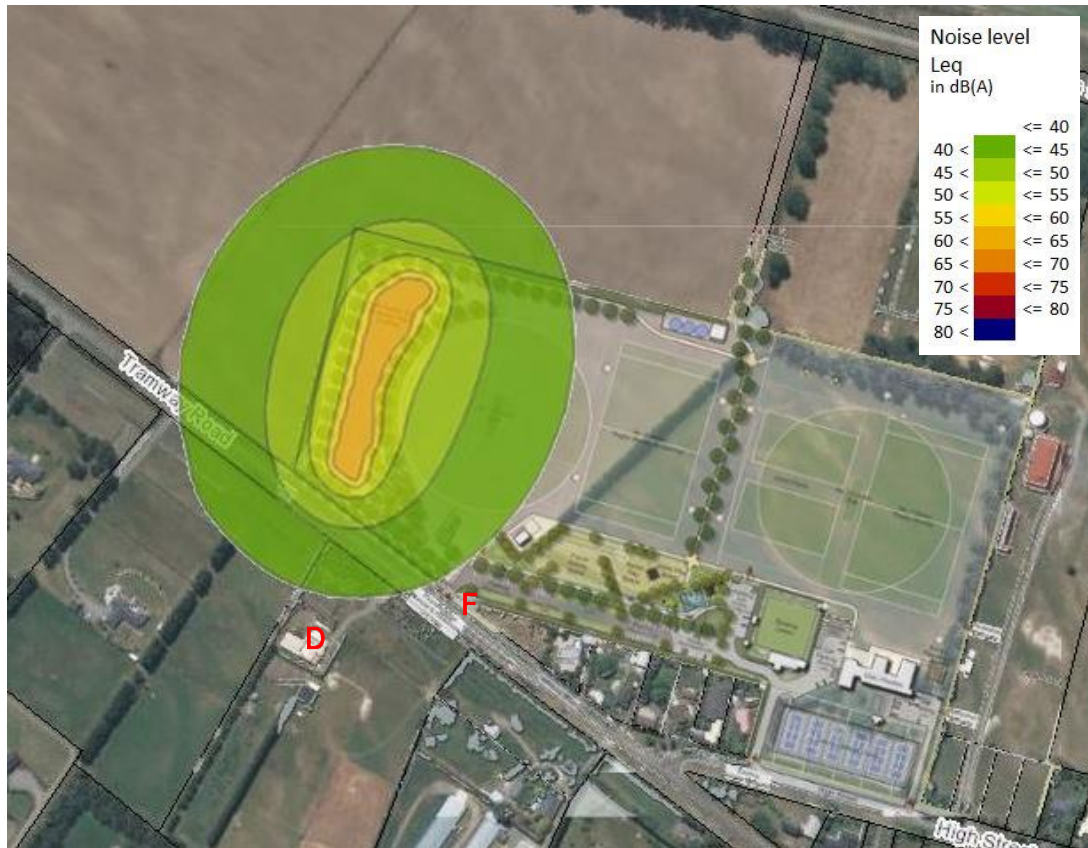 Noise level
Leq
in dB(A)
<= 40
40 < <= 45
45 < <= 50
50 < <= 55
55 < <= 60
60 < <= 65
65 < <= 70
70 < <= 75
75 < <= 80
80 <
Tramway Road
F
D
High Street